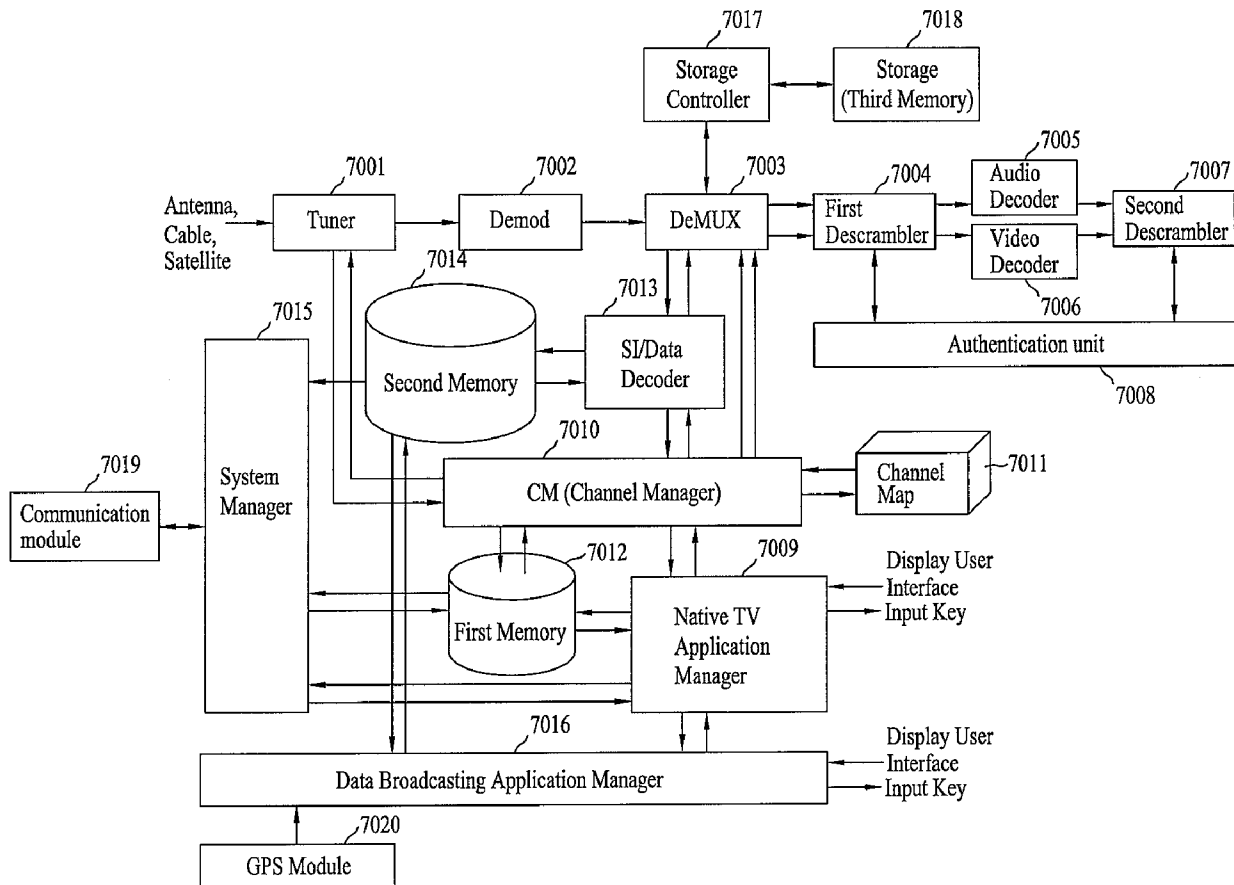 7017
7018
Storage
Controller
Storage
(Third Memory)
7001
7002
7003
7004
7005
7007
Antenna,
Cable,
Satellite
Tuner
Demod
DeMUX
First
Descrambler
Audio
Decoder
Video
Decoder
Second
Descrambler
7014
7013
7006
7015
Second Memory
SI/Data
Decoder
Authentication unit
7008
7010
7019
System
Manager
CM (Channel Manager)
Channel
Map
7011
Communication
module
7012
7009
First Memory
Native TV
Application
Manager
Display User
Interface
Input Key
7016
Data Broadcasting Application Manager
Display User
Interface
Input Key
7020
GPS Module